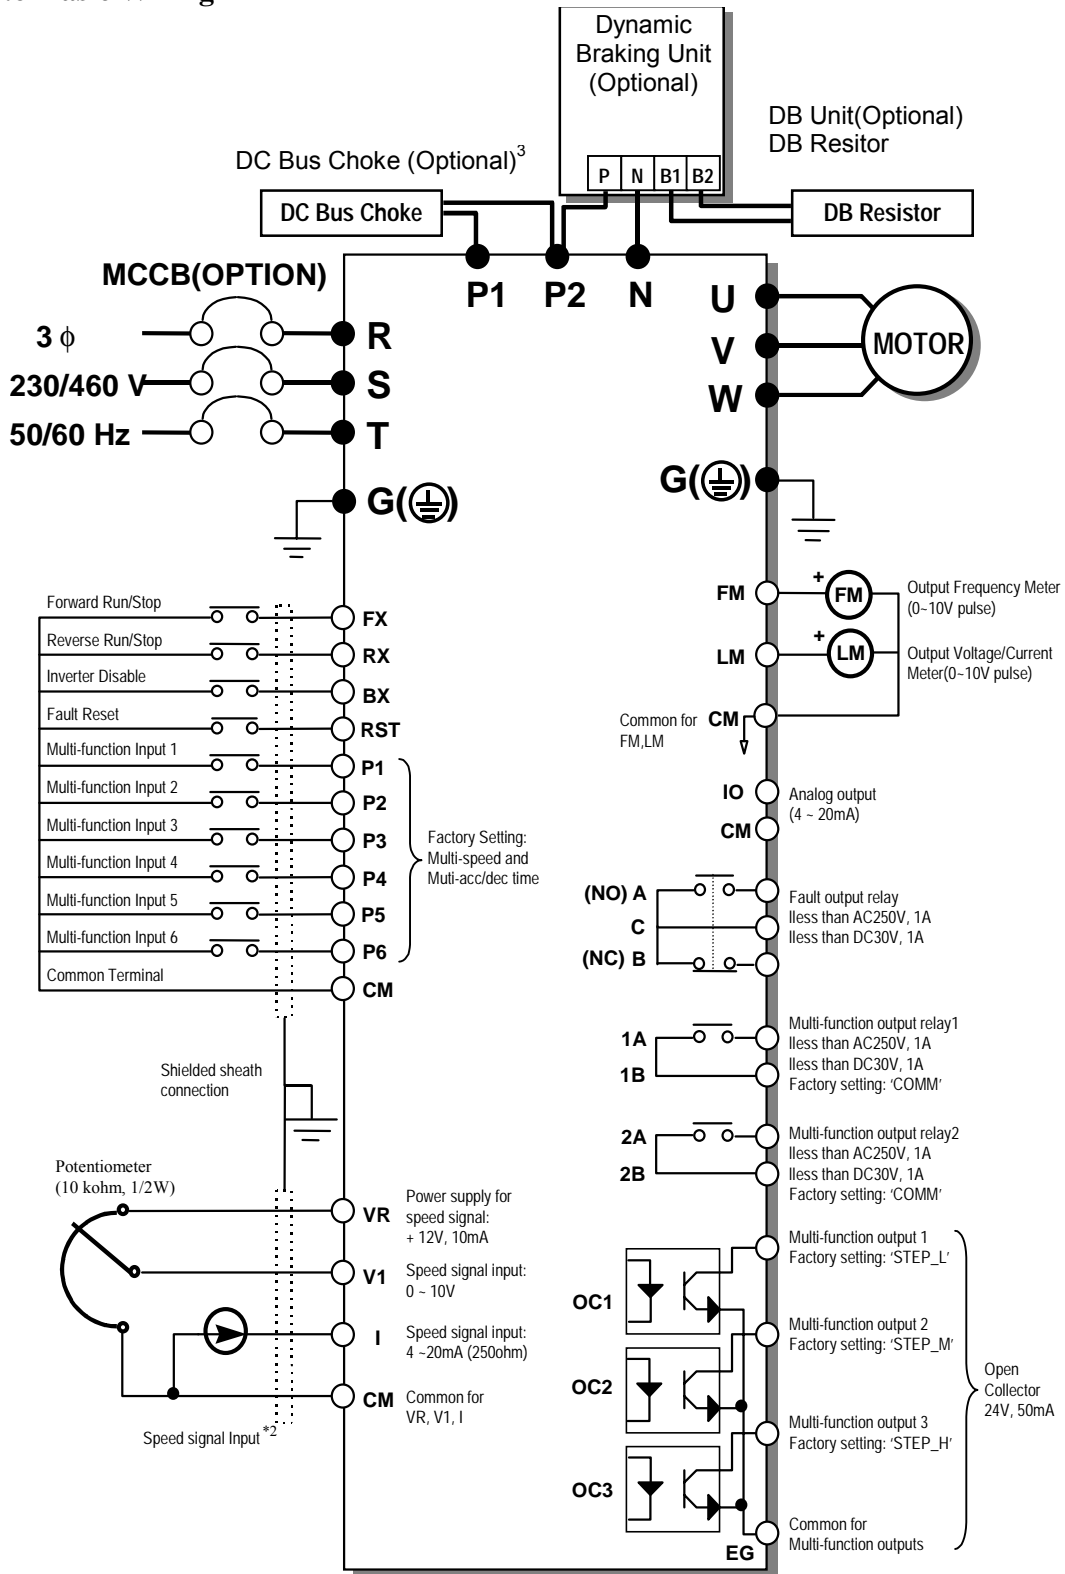 Dynamic
Braking Unit
(Optional)
DB Unit(Optional)
DB Resitor
DC Bus Choke (Optional)3
P N B1 B2
DC Bus Choke
DB Resistor
MCCB(OPTION)
P1 P2 N
3 ϕ
R
230/460 V
S
50/60 Hz
T
G( )
U
V
W
MOTOR
G( )
Forward Run/Stop
FX
Reverse Run/Stop
RX
Inverter Disable
BX
Fault Reset
RST
Multi-function Input 1
P1
Multi-function Input 2
P2
Multi-function Input 3
P3
Multi-function Input 4
P4
Multi-function Input 5
P5
Multi-function Input 6
P6
Common Terminal
CM
Factory Setting:
Multi-speed and
Muti-acc/dec time
FM + FM
Output Frequency Meter
(0~10V pulse)
LM + LM
Output Voltage/Current
Meter(0~10V pulse)
Common for
FM,LM
CM
IO
Analog output
(4 ~ 20mA)
CM
(NO) A
C
(NC) B
Fault output relay
lless than AC250V, 1A
lless than DC30V, 1A
1A
1B
Multi-function output relay1
lless than AC250V, 1A
lless than DC30V, 1A
Factory setting: ‘COMM’
2A
2B
Multi-function output relay2
lless than AC250V, 1A
lless than DC30V, 1A
Factory setting: ‘COMM’
Shielded sheath
connection
Potentiometer
(10 kohm, 1/2W)
VR
Power supply for
speed signal:
+ 12V, 10mA
V1
Speed signal input:
0 ~ 10V
I
Speed signal input:
4 ~20mA (250ohm)
CM
Common for
VR, V1, I
Speed signal Input *2
OC1
Multi-function output 1
Factory setting: ‘STEP_L’
OC2
Multi-function output 2
Factory setting: ‘STEP_M’
OC3
Multi-function output 3
Factory setting: ‘STEP_H’
Open
Collector
24V, 50mA
EG
Common for
Multi-function outputs